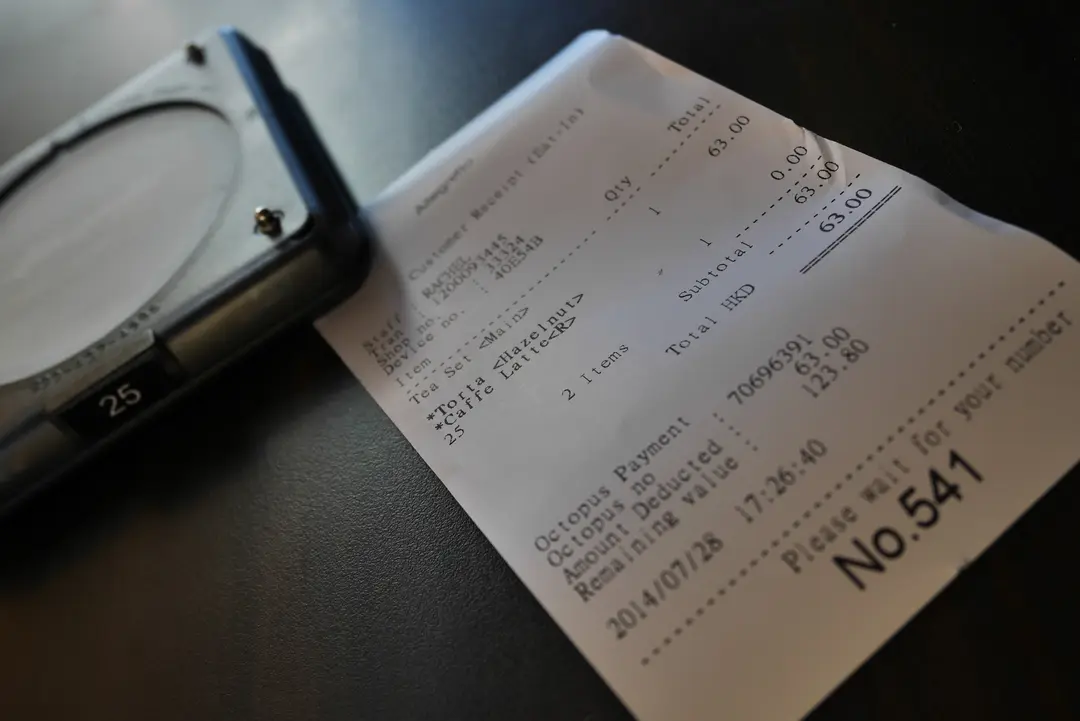 25
Customer Receipt (Eat-in)
Staff : RACHEL
Tran no. : 33324
Shop no. : 40E54B
Device no.
Item Qty Total
Tea Set <Main> 1 63.00
*Torta <Hazelnut>
*Caffe Latte<R> 1 0.00
25
2 Items Subtotal 63.00
Total HKD 63.00
Octopus Payment
Octopus no : 70696391
Amount Deducted : 63.00
Remaining value : 123.80
2014/07/28 17:26:40
Please wait for your number
No.541